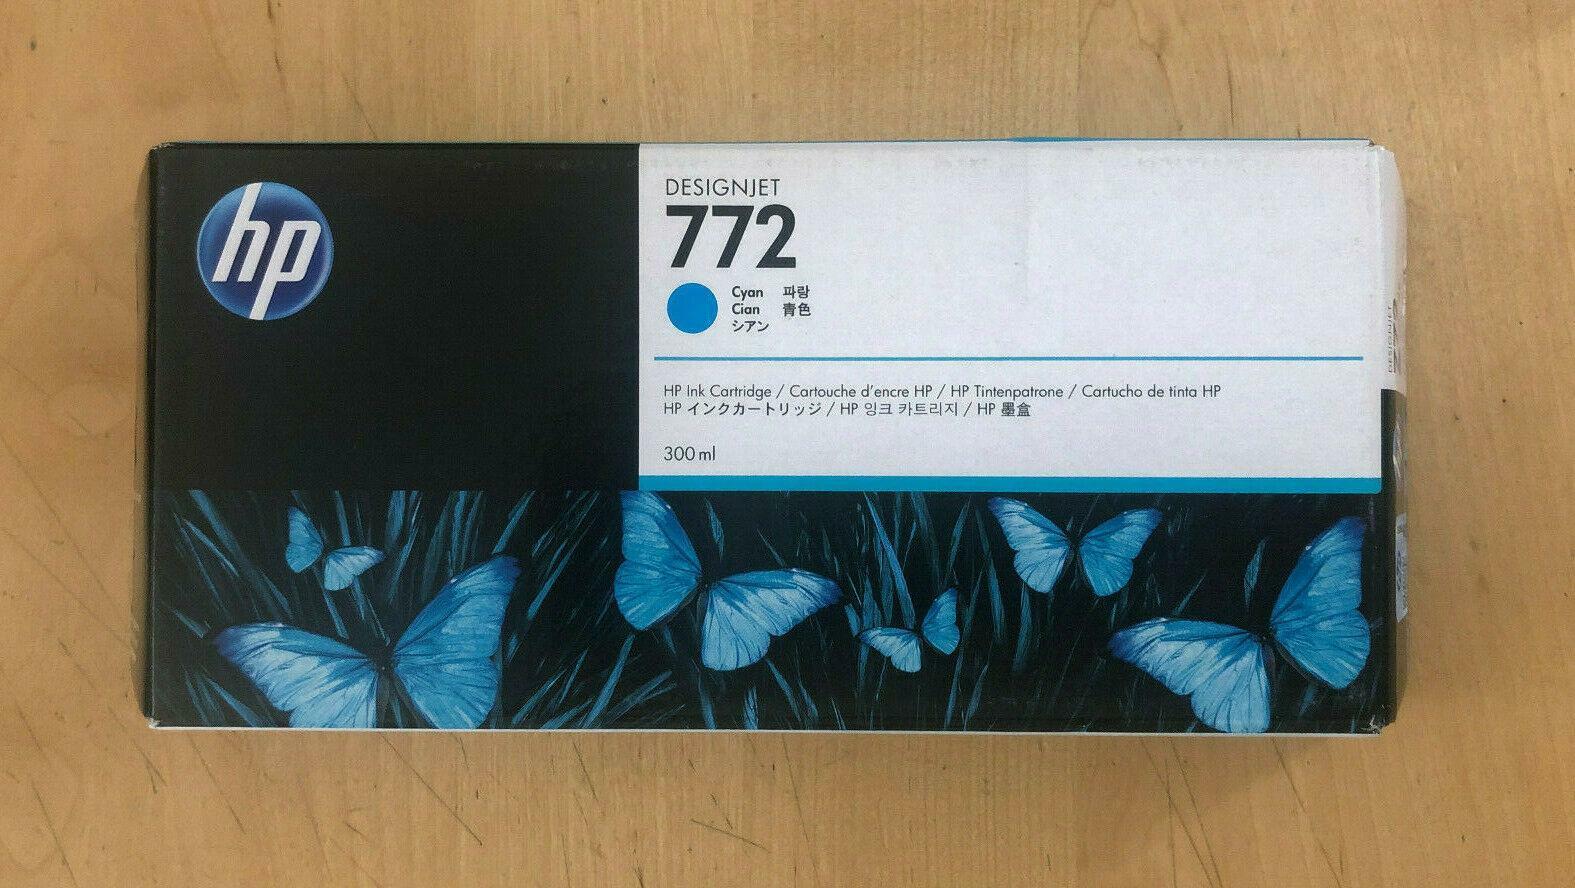 hp
DESIGNJET
772
Cyan 파랑
Cian 青色
シアン
HP Ink Cartridge / Cartouche d'encre HP / HP Tintenpatrone / Cartucho de tinta HP
HP インクカートリッジ / HP 잉크 카트리지 / HP 墨盒
300 ml
DESIGNJET